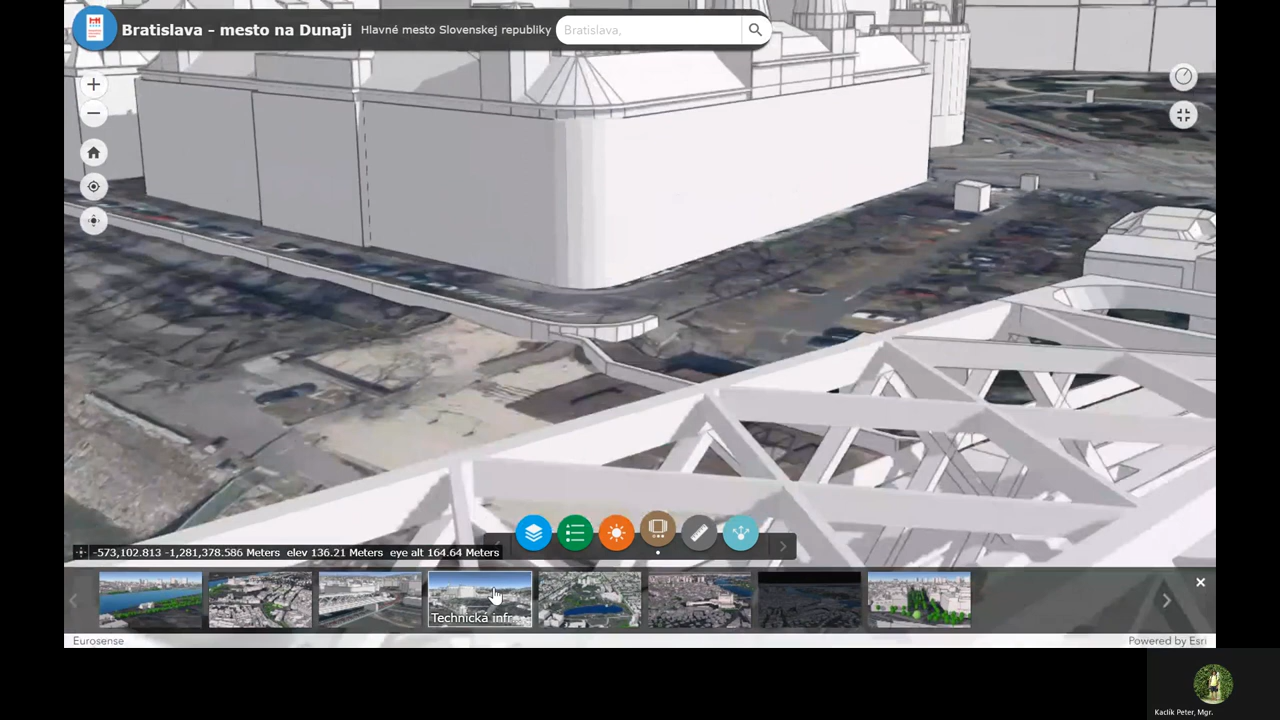 Bratislava - mesto na Dunaji Hlavné mesto Slovenskej republiky Bratislava,
-573,102.813 -1,281,378.586 Meters elev 136.21 Meters eye alt 164.64 Meters
Technická infr...
Eurosense Powered by Esri
Kaclík Peter, Mgr.